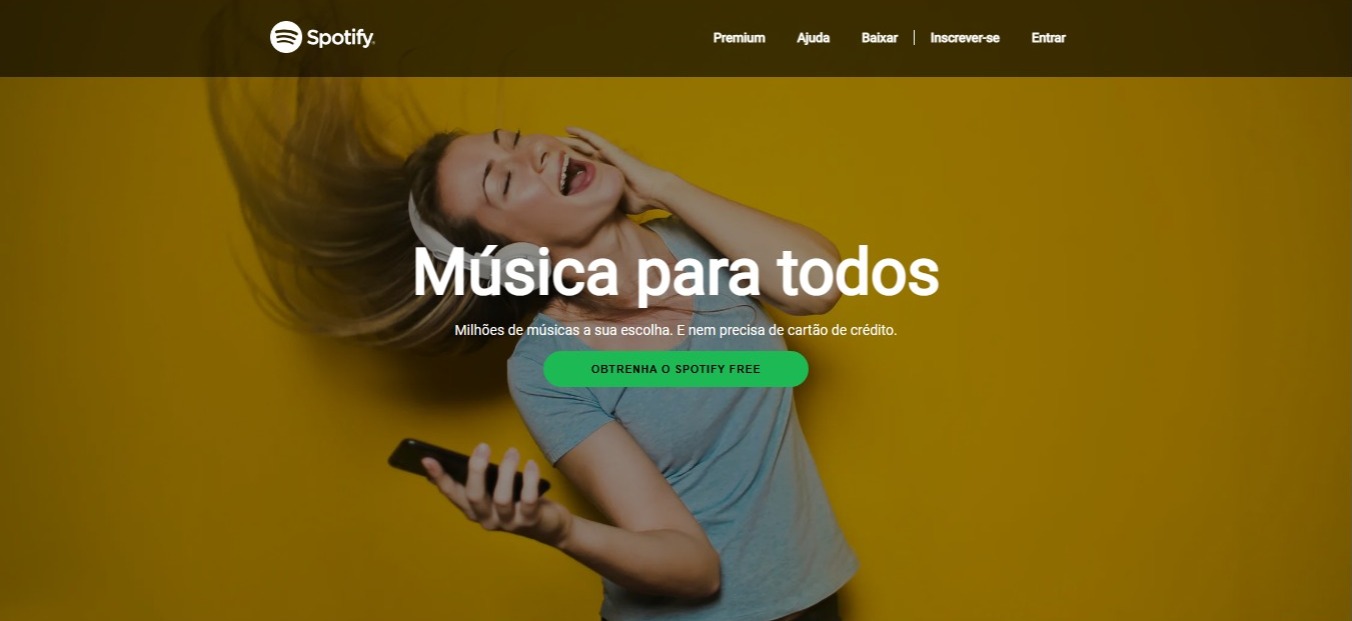 Spotify
Premium Ajuda Baixar Inscrever-se Entrar
Música para todos
Milhões de músicas a sua escolha. E nem precisa de cartão de crédito.
OBTRENHA O SPOTIFY FREE